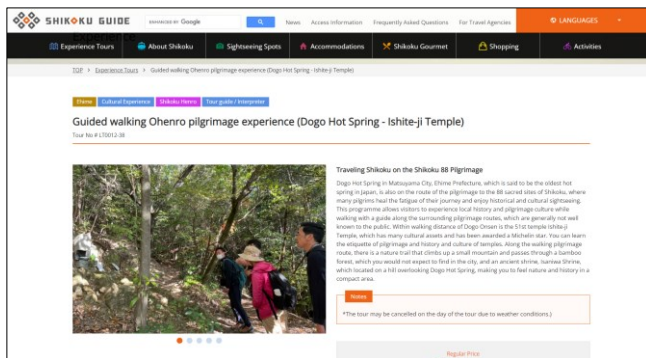 SHIKOKU GUIDE
ENHANCED BY Google
News Access Information Frequently Asked Questions For Travel Agencies
LANGUAGES
Experience
Experience Tours About Shikoku Sightseeing Spots Accommodations Shikoku Gourmet Shopping Activities
TOP > Experience Tours > Guided walking Ohenro pilgrimage experience (Dogo Hot Spring - Ishite-ji Temple)
Ehime Cultural Experience Shikoku Henro Tour guide / Interpreter
Guided walking Ohenro pilgrimage experience (Dogo Hot Spring - Ishite-ji Temple)
Tour No # LT0012-38
Traveling Shikoku on the Shikoku 88 Pilgrimage
Dogo Hot Spring in Matsuyama City, Ehime Prefecture, which is said to be the oldest hot
spring in Japan, is also on the route of the pilgrimage to the 88 sacred sites of Shikoku, where
many pilgrims heal the fatigue of their journey and enjoy historical and cultural sightseeing.
This programme allows visitors to experience local history and pilgrimage culture while
walking with a guide along the surrounding pilgrimage routes, which are generally not well
known to the public. Within walking distance of Dogo Onsen is the 51st temple Ishite-ji
Temple, which has many cultural assets and has been awarded a Michelin star. You can learn
the etiquette of pilgrimage and history and culture of temples. Along the walking pilgrimage
route, there is a nature trail that climbs up a small mountain and passes through a bamboo
forest, which you would not expect to find in the city, and an ancient shrine, Isaniwa Shrine,
which located on a hill overlooking Dogo Hot Spring, making you to feel nature and history in a
compact area.
Notes
*The tour may be cancelled on the day of the tour due to weather conditions.)
Regular Price